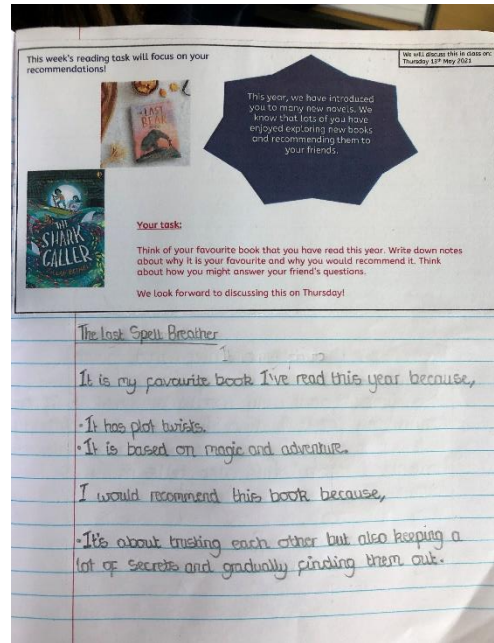 This week's reading task will focus on your
recommendations!
We will discuss this in class on:
Thursday 13th May 2021
This year, we have introduced
you to many new novels. We
know that lots of you have
enjoyed exploring new books
and recommending them to
your friends.
THE LAST
BEAR
THE
SHARK
CALLER
Your task:
Think of your favourite book that you have read this year. Write down notes
about why it is your favourite and why you would recommend it. Think
about how you might answer your friend's questions.
We look forward to discussing this on Thursday!
The last Spell Breather
It is my favourite book I've read this year because,
·It has plot twists.
·It is based on magic and adventure.
I would recommend this book because,
·It's about trusting each other but also keeping a
lot of secrets and gradually finding them out.